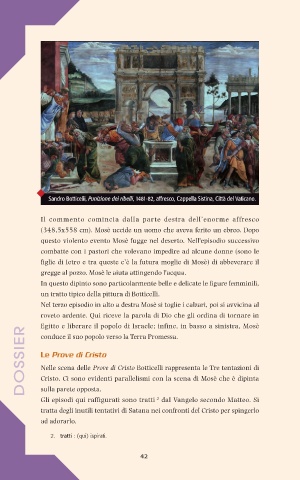 Sandro Botticelli, Punizione dei ribelli, 1481-82, affresco, Cappella Sistina, Città del Vaticano.
Il commento comincia dalla parte destra dell'enorme affresco
(348,5x558 cm). Mosè uccide un uomo che aveva ferito un ebreo. Dopo
questo violento evento Mosè fugge nel deserto. Nell'episodio successivo
combatte con i pastori che volevano impedire ad alcune donne (sono le
figlie di Ietro e tra queste c'è la futura moglie di Mosè) di abbeverare il
gregge al pozzo. Mosè le aiuta attingendo l'acqua.
In questo dipinto sono particolarmente belle e delicate le figure femminili,
un tratto tipico della pittura di Botticelli.
Nel terzo episodio in alto a destra Mosè si toglie i calzari, poi si avvicina al
roveto ardente. Qui riceve la parola di Dio che gli ordina di tornare in
Egitto e liberare il popolo di Israele; infine, in basso a sinistra, Mosè
conduce il suo popolo verso la Terra Promessa.
Le Prove di Cristo
Nelle scena delle Prove di Cristo Botticelli rappresenta le Tre tentazioni di
Cristo. Ci sono evidenti parallelismi con la scena di Mosè che è dipinta
sulla parete opposta.
Gli episodi qui raffigurati sono tratti 2 dal Vangelo secondo Matteo. Si
tratta degli inutili tentativi di Satana nei confronti del Cristo per spingerlo
ad adorarlo.
2. tratti : (qui) ispirati.
42
DOSSIER